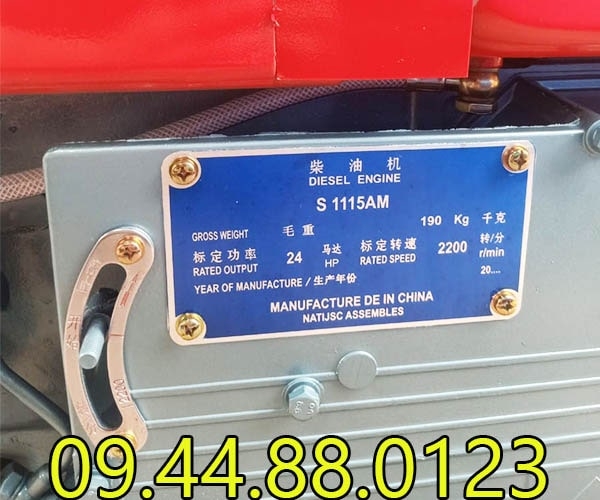 柴油机
DIESEL ENGINE
S 1115AM
GROSS WEIGHT 毛重 190 Kg 千克
标定功率 24 马达 标定转速 2200 转/分
RATED OUTPUT HP RATED SPEED r/min
YEAR OF MANUFACTURE / 生产年份 20....
MANUFACTURE DE IN CHINA
NATIJSC ASSEMBLES
2200
09.44.88.0123